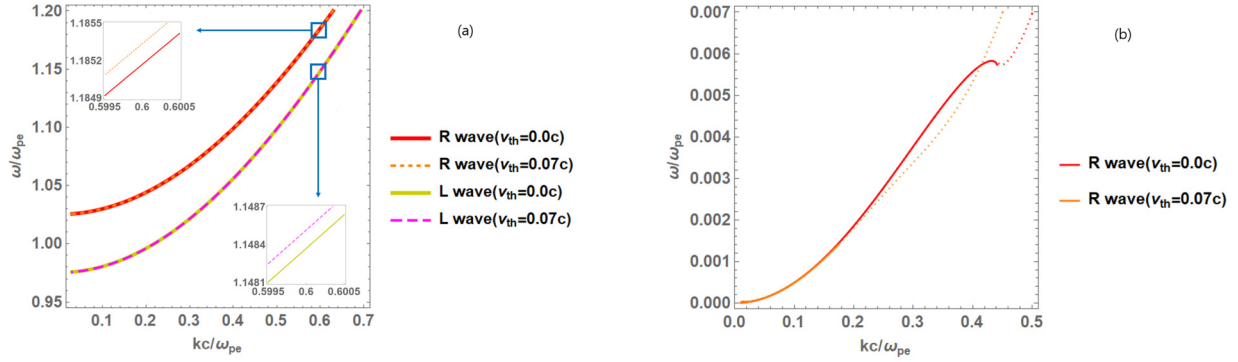 (a)
1.20
1.15
1.10
1.05
1.00
0.95
ω/ωpe
0.1 0.2 0.3 0.4 0.5 0.6 0.7
kc/ωpe
1.1855
1.1852
1.1849
0.5995 0.6 0.6005
1.1487
1.1484
1.1481
0.5995 0.6 0.6005
R wave(vth=0.0c)
R wave(vth=0.07c)
L wave(vth=0.0c)
L wave(vth=0.07c)
(b)
0.007
0.006
0.005
0.004
0.003
0.002
0.001
0.000
ω/ωpe
0.0 0.1 0.2 0.3 0.4 0.5
kc/ωpe
R wave(vth=0.0c)
R wave(vth=0.07c)